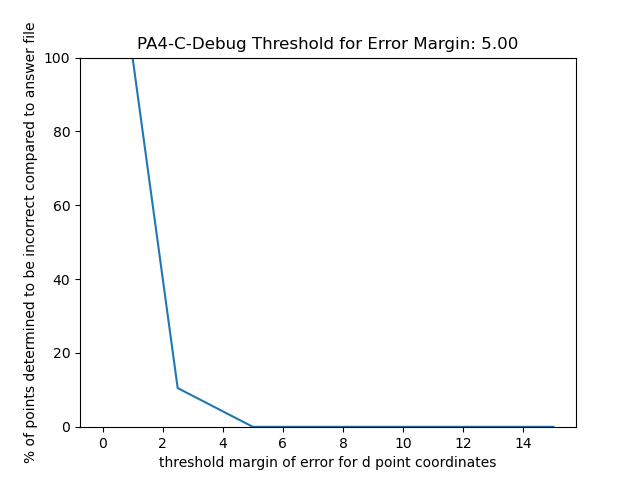 PA4-C-Debug Threshold for Error Margin: 5.00
% of points determined to be incorrect compared to answer file
100
80
60
40
20
0
0 2 4 6 8 10 12 14
threshold margin of error for d point coordinates